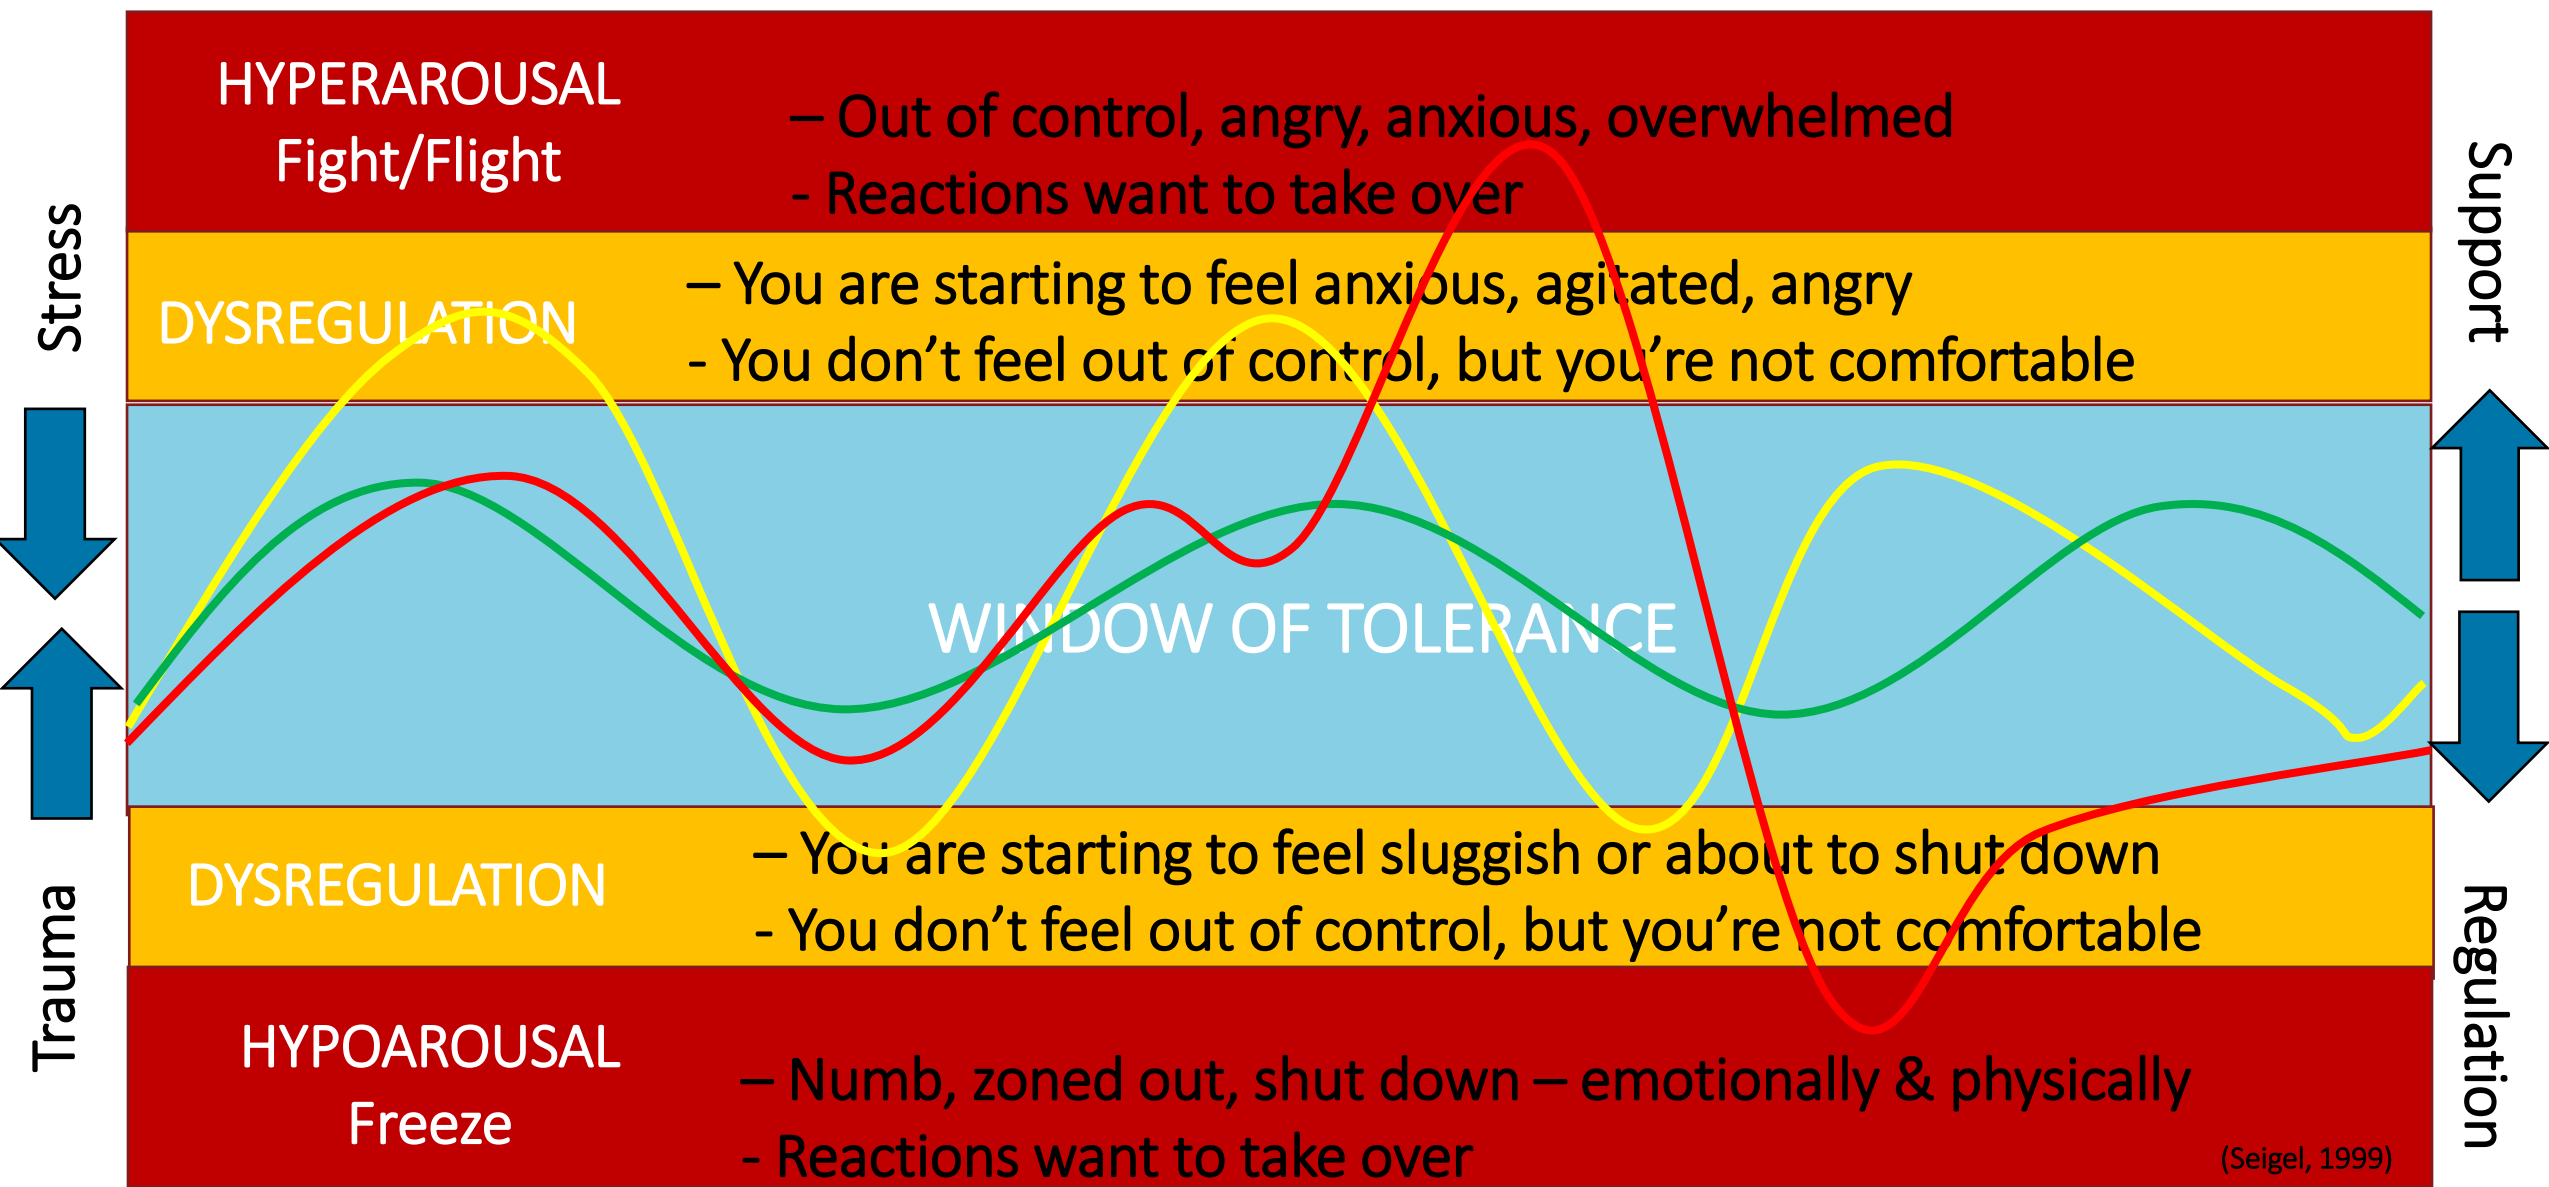 HYPERAROUSAL
Fight/Flight
– Out of control, angry, anxious, overwhelmed
- Reactions want to take over
Stress
Support
DYSREGULATION
– You are starting to feel anxious, agitated, angry
- You don’t feel out of control, but you’re not comfortable
WINDOW OF TOLERANCE
DYSREGULATION
– You are starting to feel sluggish or about to shut down
- You don’t feel out of control, but you’re not comfortable
Trauma
Regulation
HYPOAROUSAL
Freeze
– Numb, zoned out, shut down – emotionally & physically
- Reactions want to take over
(Seigel, 1999)